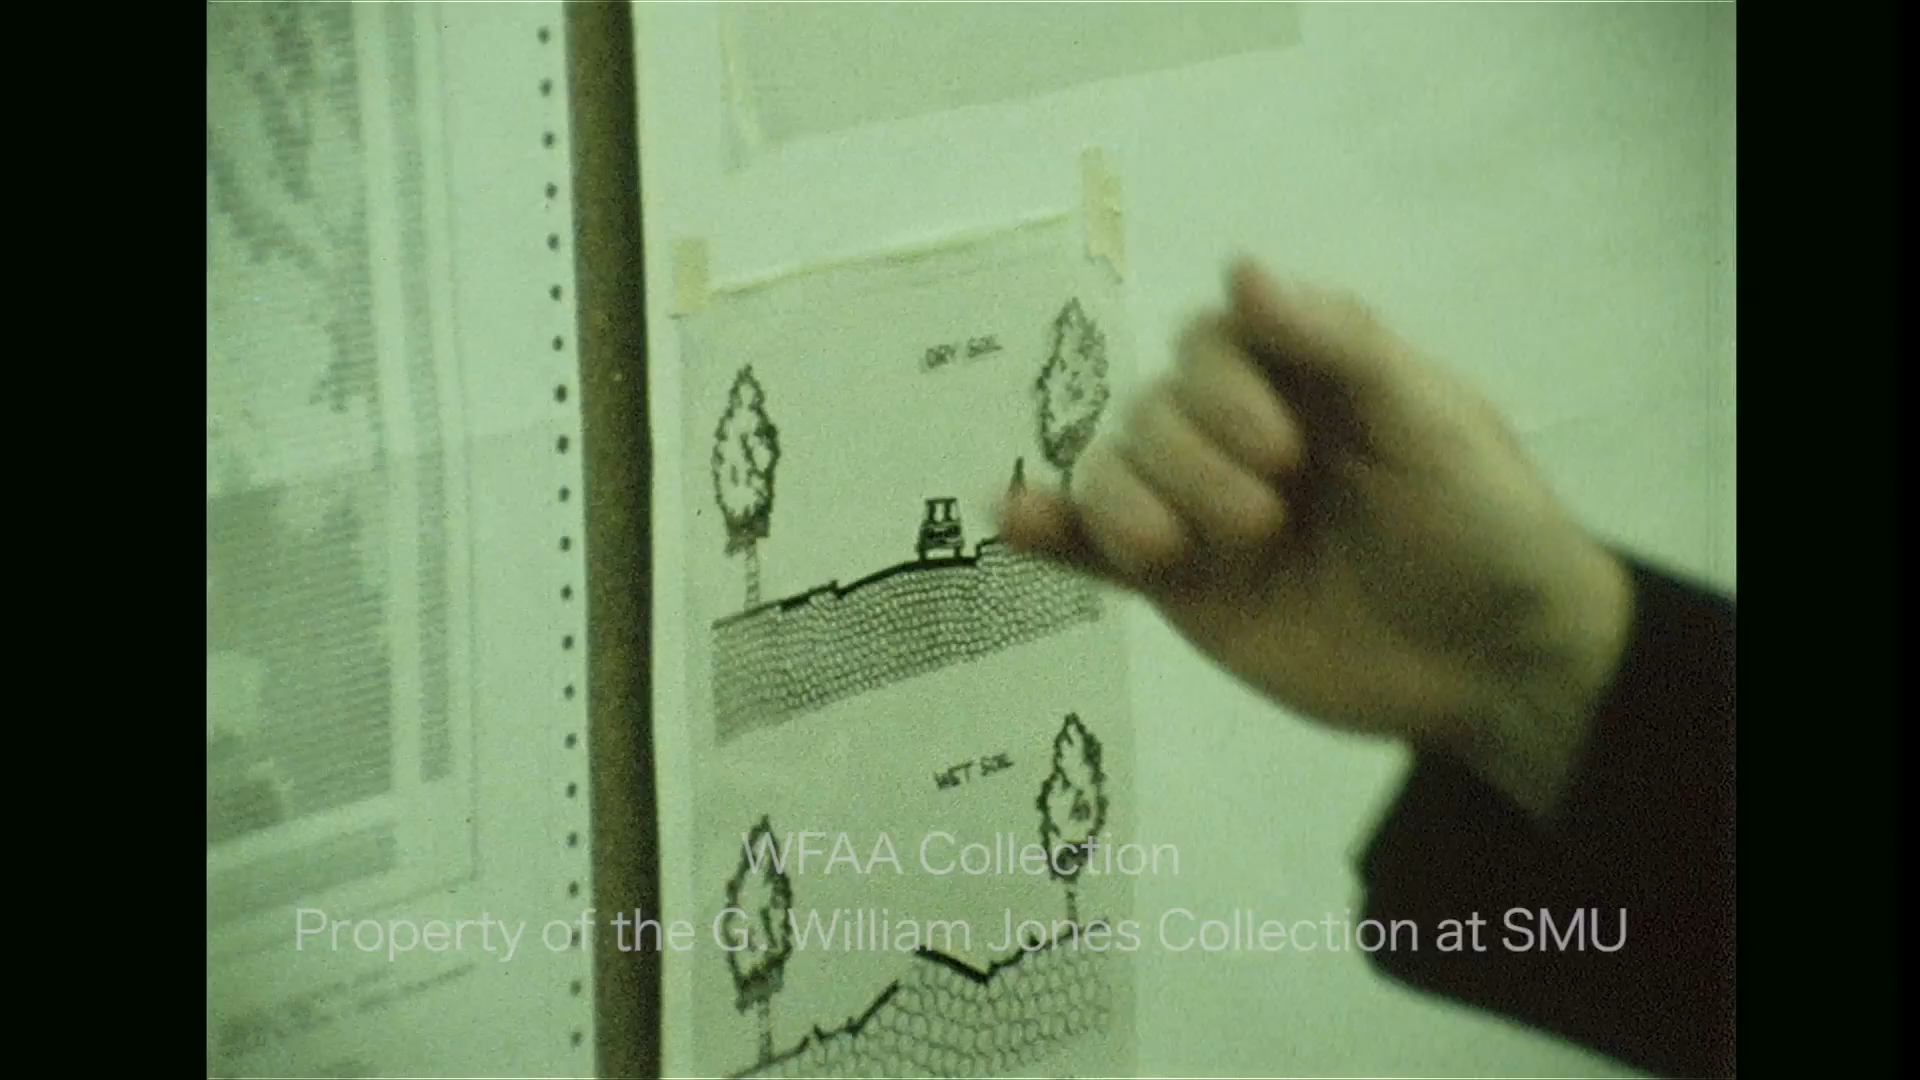 DRY SOIL
WET SOIL
WFAA Collection
Property of the G. William Jones Collection at SMU